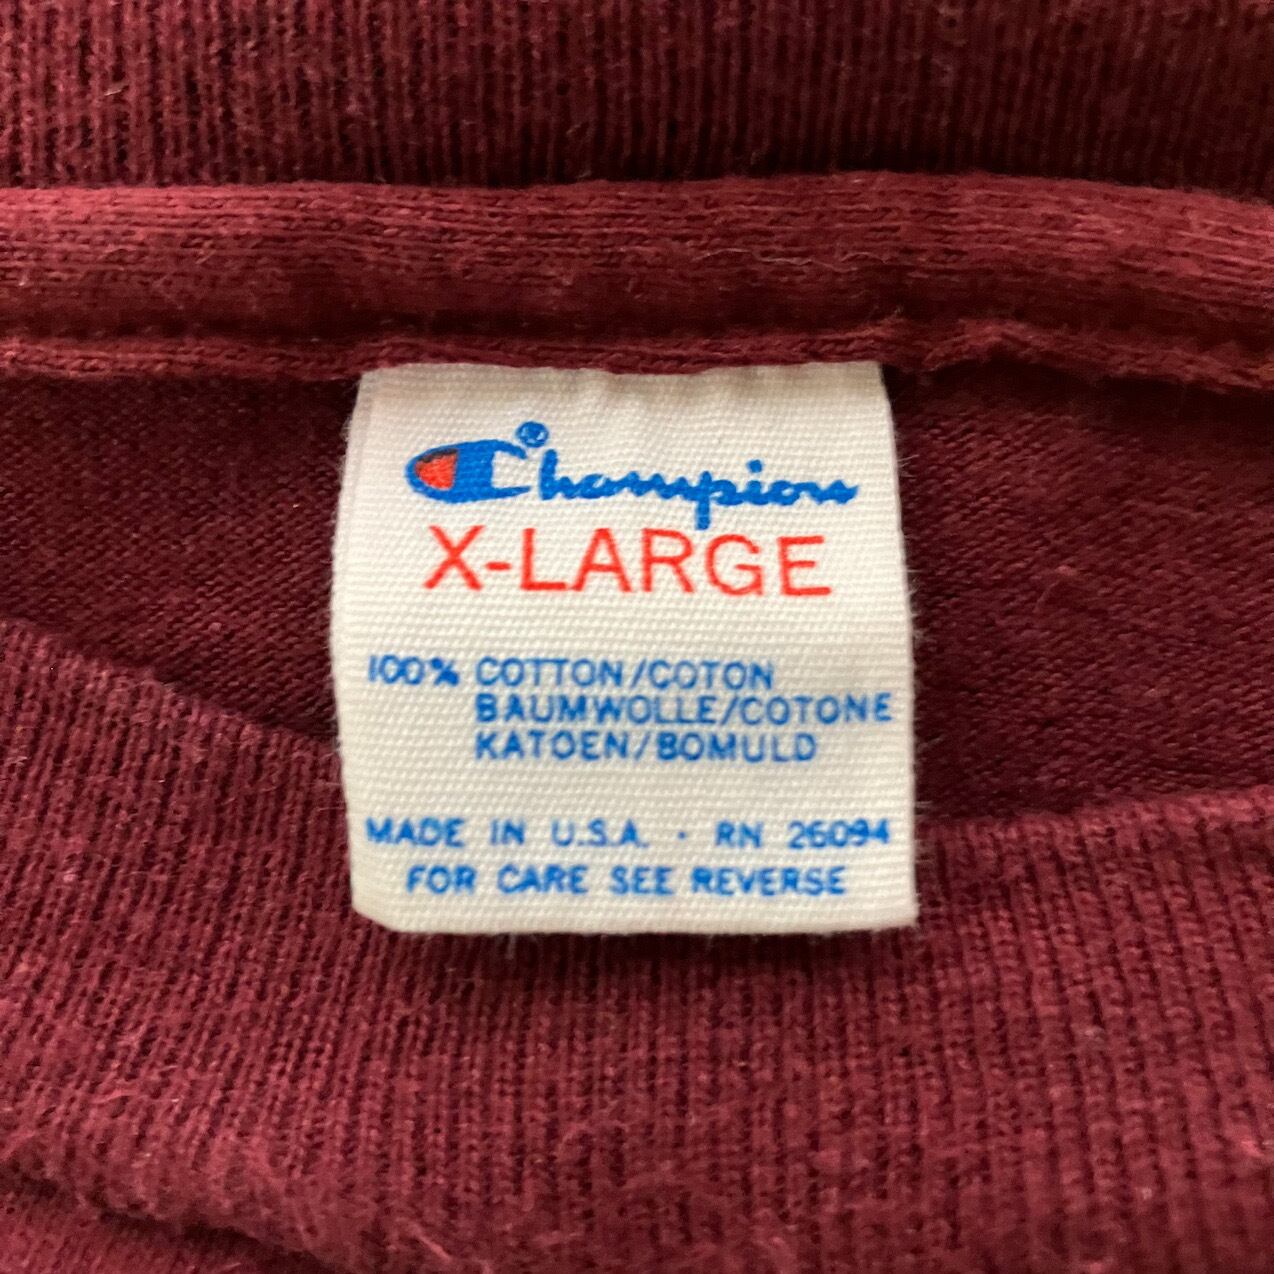 Champion®
X-LARGE
100% COTTON/COTON
BAUMWOLLE/COTONE
KATOEN/BOMULD
MADE IN U.S.A. · RN 26094
FOR CARE SEE REVERSE